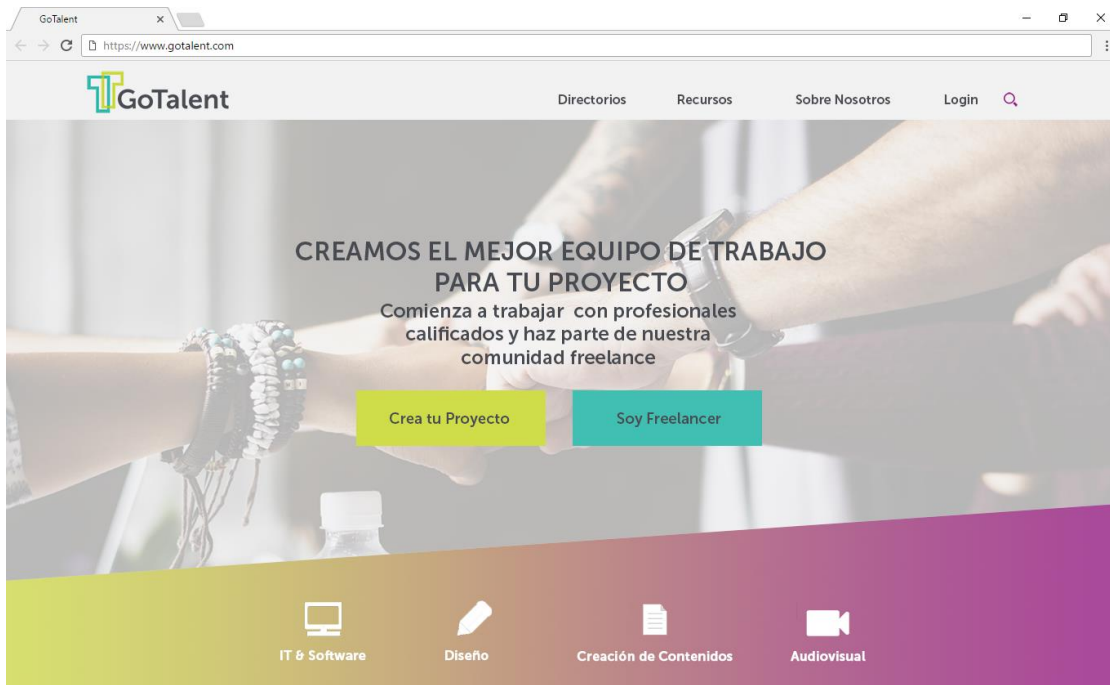 GoTalent
https://www.gotalent.com
GoTalent
Directorios Recursos Sobre Nosotros Login
CREAMOS EL MEJOR EQUIPO DE TRABAJO
PARA TU PROYECTO
Comienza a trabajar con profesionales
calificados y haz parte de nuestra
comunidad freelance
Crea tu Proyecto Soy Freelancer
IT & Software Diseño Creación de Contenidos Audiovisual